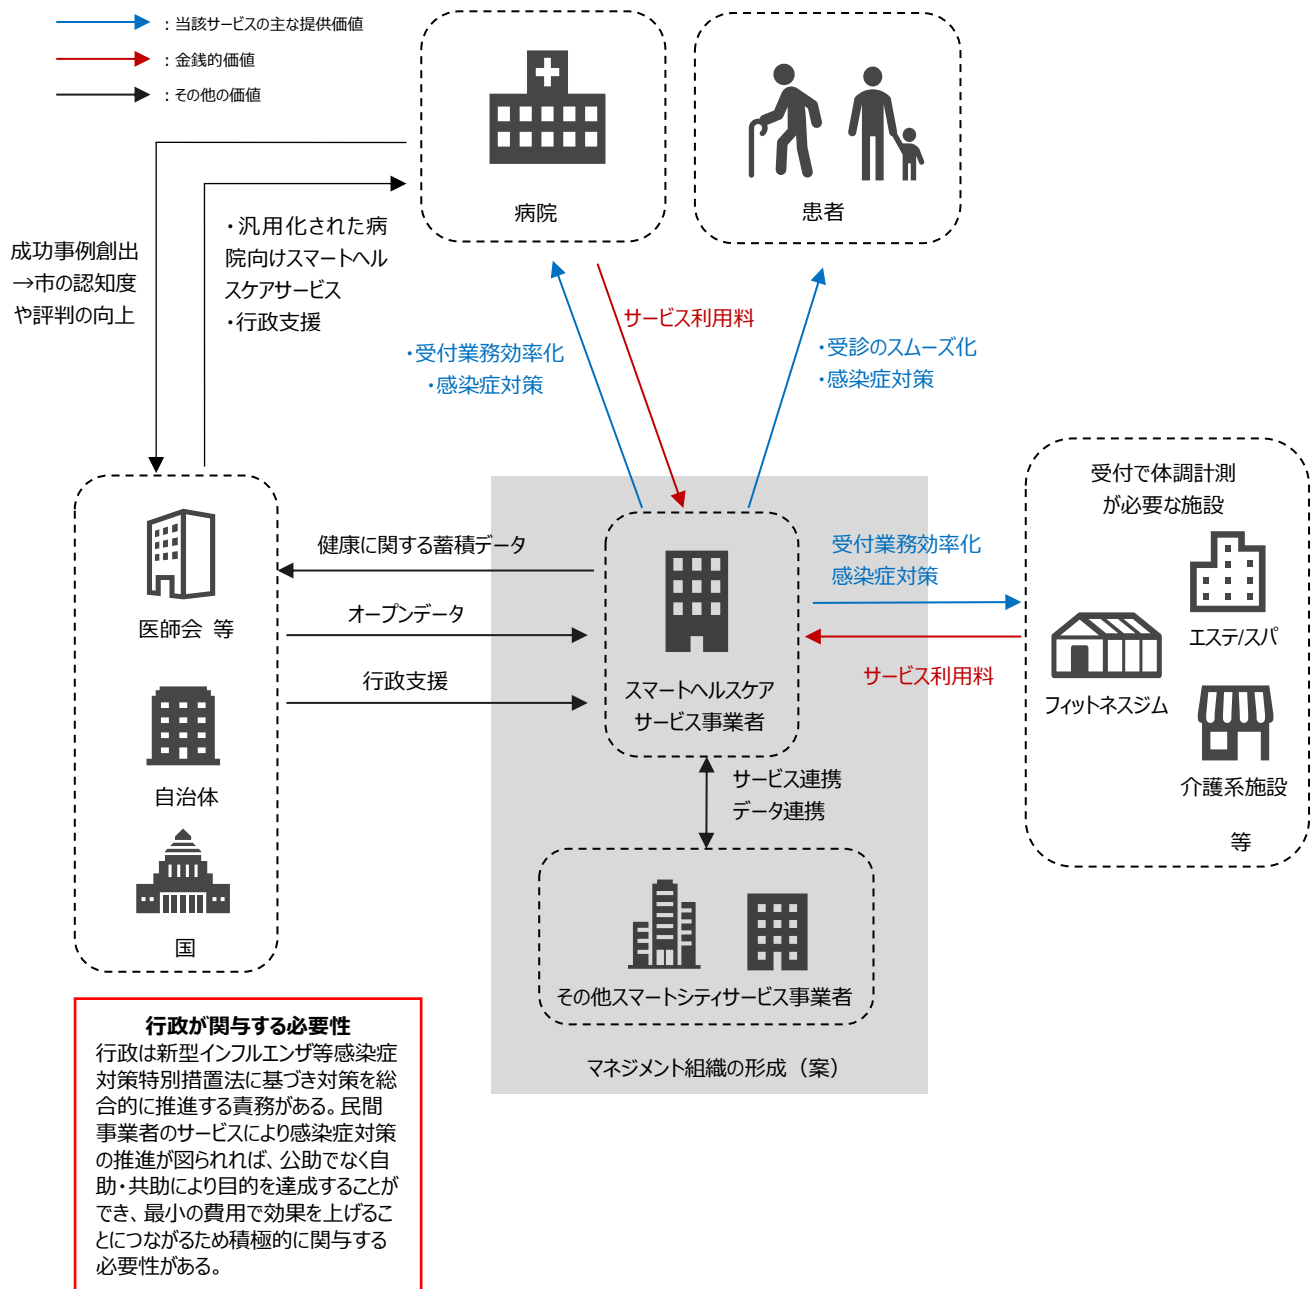 ：当該サービスの主な提供価値
：金銭的価値
：その他の価値
病院
患者
成功事例創出
→市の認知度
や評判の向上
・汎用化された病
院向けスマートヘル
スケアサービス
・行政支援
サービス利用料
・受付業務効率化
・感染症対策
・受診のスムーズ化
・感染症対策
医師会 等
自治体
国
健康に関する蓄積データ
オープンデータ
行政支援
スマートヘルスケア
サービス事業者
受付業務効率化
感染症対策
サービス利用料
受付で体調計測
が必要な施設
エステ/スパ
フィットネスジム
介護系施設
等
サービス連携
データ連携
その他スマートシティサービス事業者
マネジメント組織の形成（案）
行政が関与する必要性
行政は新型インフルエンザ等感染症
対策特別措置法に基づき対策を総
合的に推進する責務がある。民間
事業者のサービスにより感染症対策
の推進が図られれば、公助でなく自
助・共助により目的を達成することが
でき、最小の費用で効果を上げるこ
とにつながるため積極的に関与する
必要性がある。